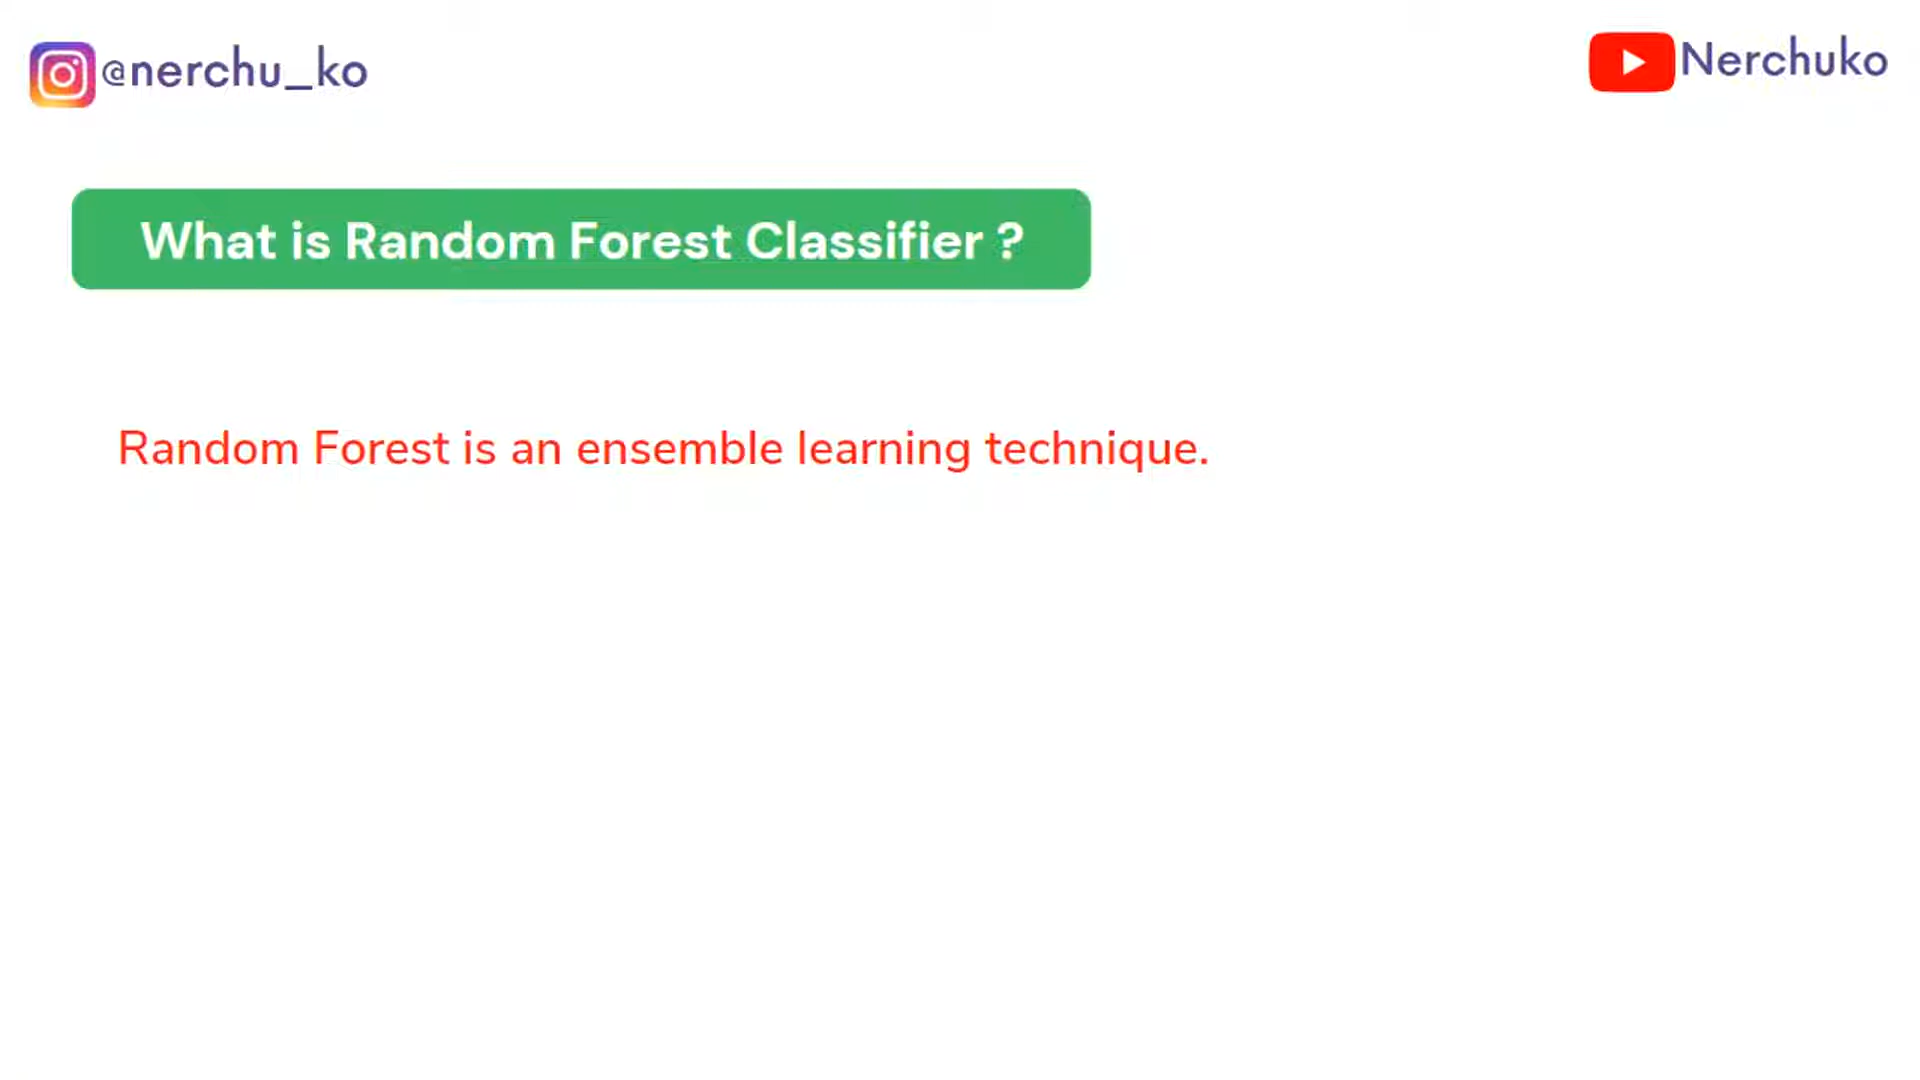 @nerchu_ko
Nerchuko
What is Random Forest Classifier ?
Random Forest is an ensemble learning technique.